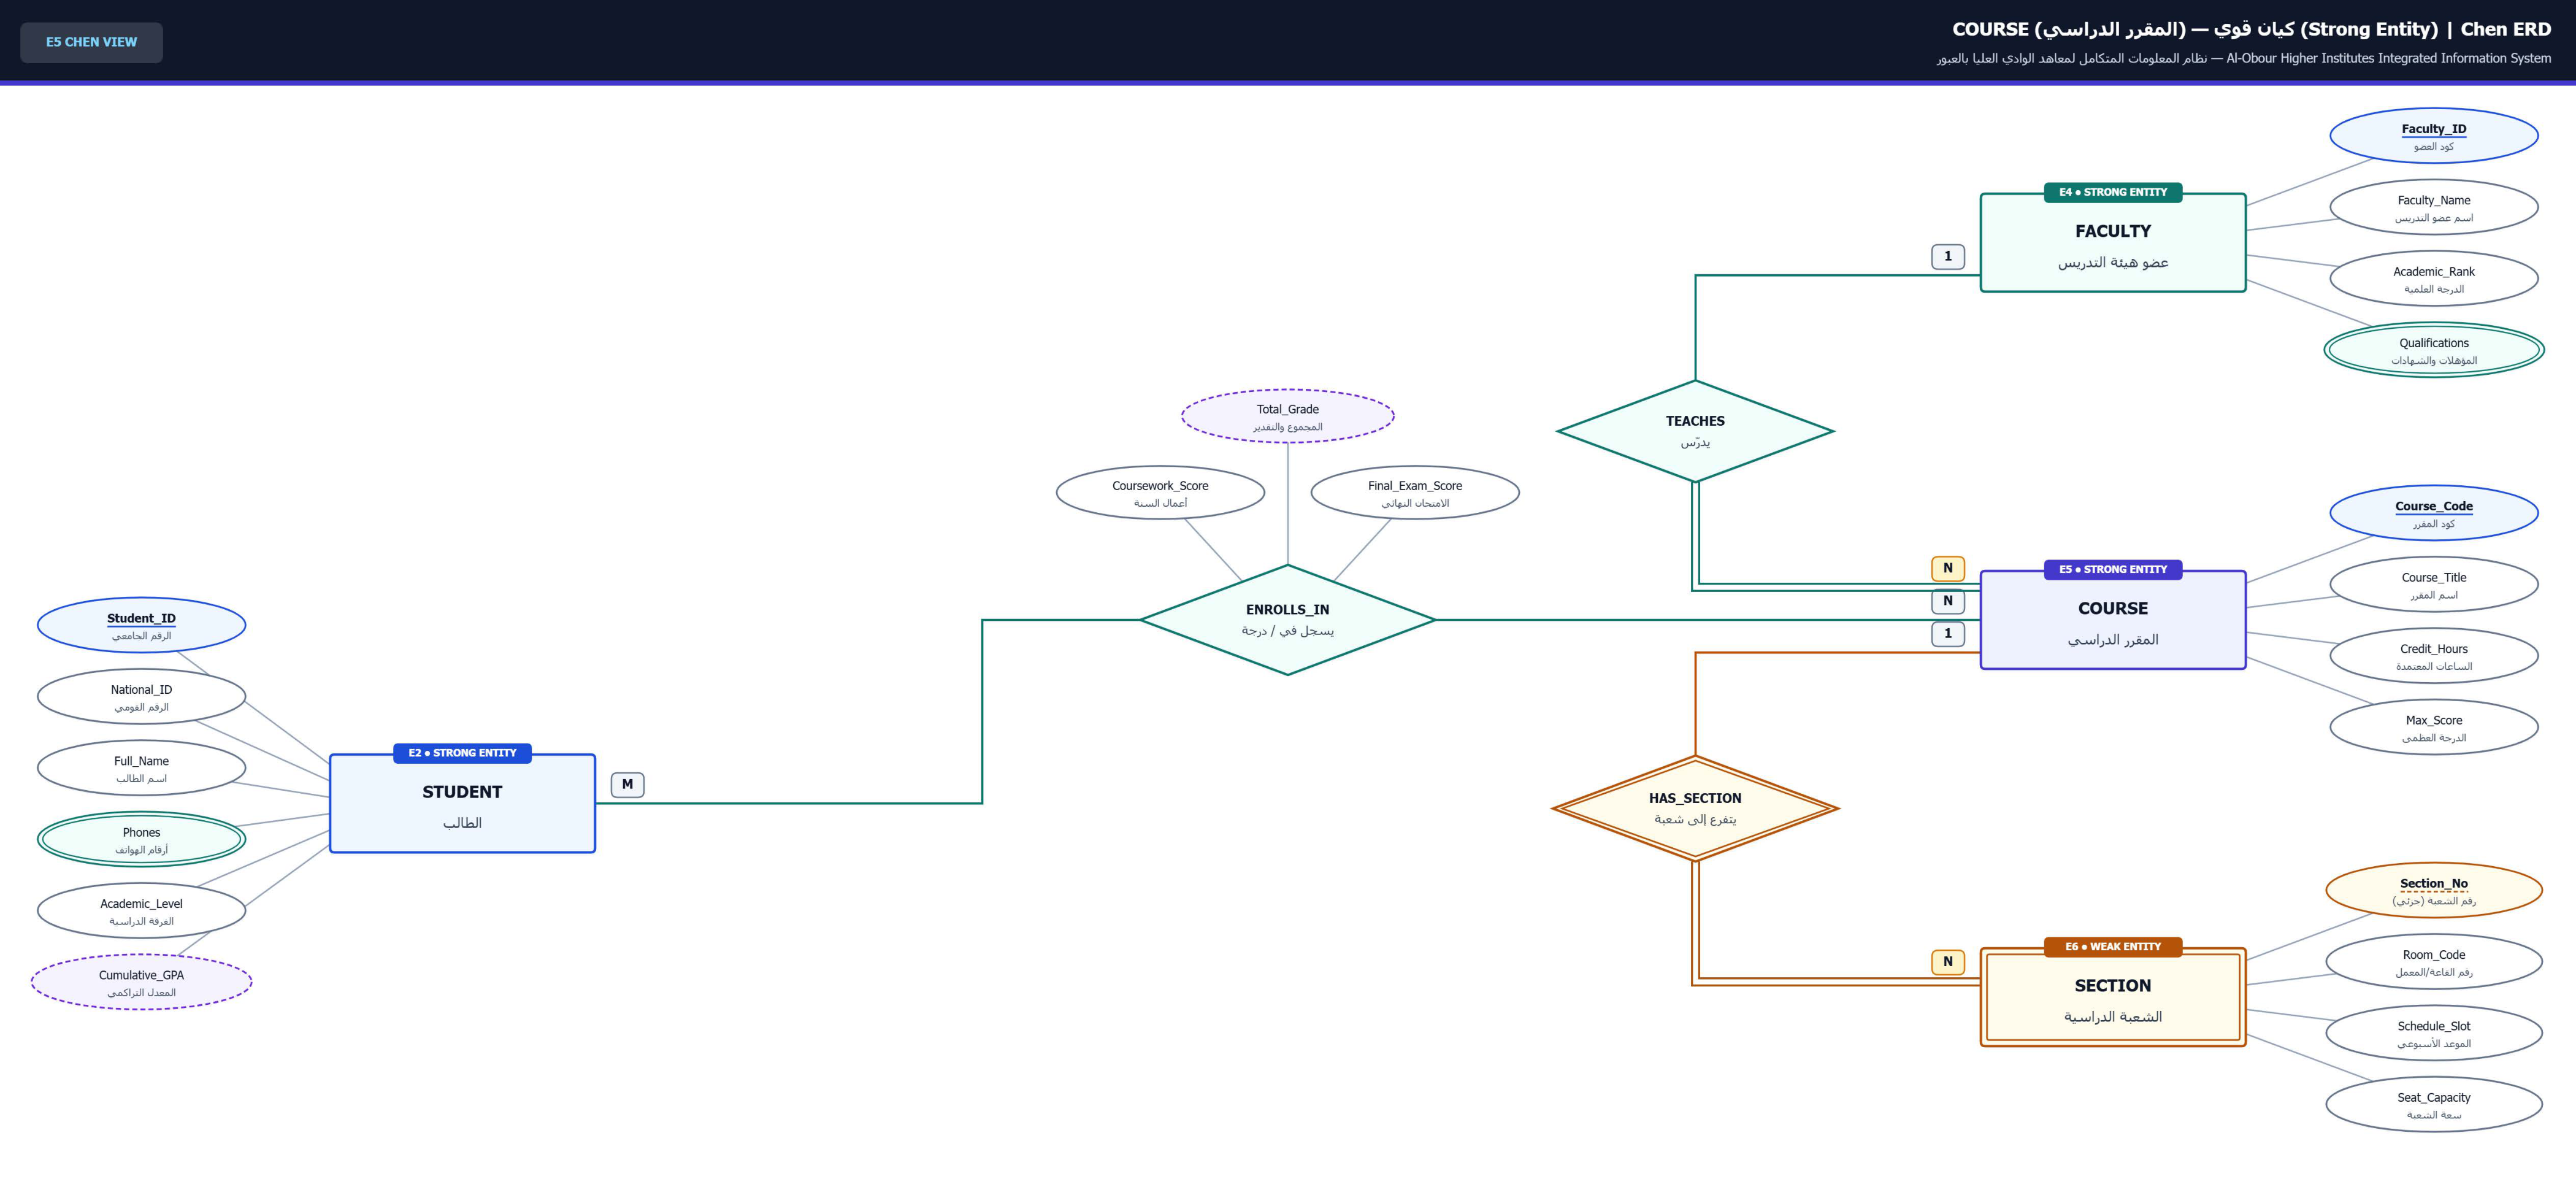 E5 CHEN VIEW
COURSE (المقرر الدراسي) — كيان قوي (Strong Entity) | Chen ERD
نظام المعلومات المتكامل لمعاهد الوادي العليا بالعبور — Al-Obour Higher Institutes Integrated Information System
Faculty_ID
كود العضو
E4 ● STRONG ENTITY
FACULTY
عضو هيئة التدريس
Faculty_Name
اسم عضو التدريس
Academic_Rank
الدرجة العلمية
Qualifications
المؤهلات والشهادات
1
TEACHES
يدرّس
Total_Grade
المجموع والتقدير
Coursework_Score
أعمال السنة
Final_Exam_Score
الامتحان النهائي
ENROLLS_IN
يسجل في / درجة
N
N
1
E5 ● STRONG ENTITY
COURSE
المقرر الدراسي
Course_Code
كود المقرر
Course_Title
اسم المقرر
Credit_Hours
الساعات المعتمدة
Max_Score
الدرجة العظمى
Student_ID
الرقم الجامعي
National_ID
الرقم القومي
Full_Name
اسم الطالب
Phones
أرقام الهواتف
Academic_Level
الفرقة الدراسية
Cumulative_GPA
المعدل التراكمي
E2 ● STRONG ENTITY
STUDENT
الطالب
M
HAS_SECTION
يتفرع إلى شعبة
N
E6 ● WEAK ENTITY
SECTION
الشعبة الدراسية
Section_No
رقم الشعبة (جزئي)
Room_Code
رقم القاعة/المعمل
Schedule_Slot
الموعد الأسبوعي
Seat_Capacity
سعة الشعبة